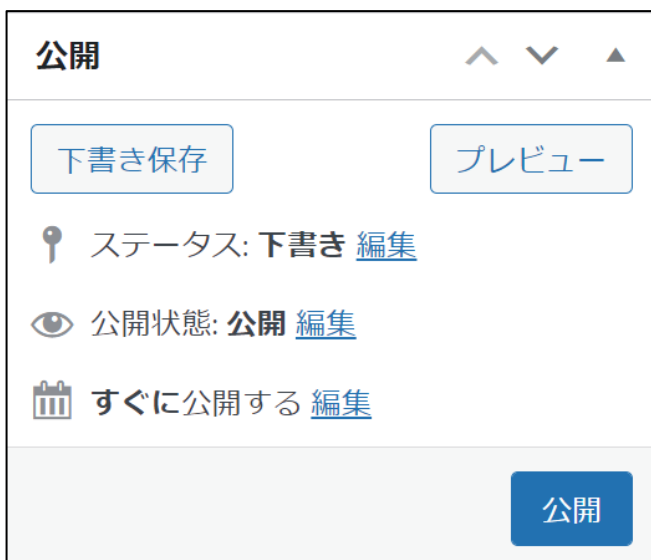 公開
下書き保存 プレビュー
ステータス: 下書き 編集
公開状態: 公開 編集
すぐに公開する 編集
公開